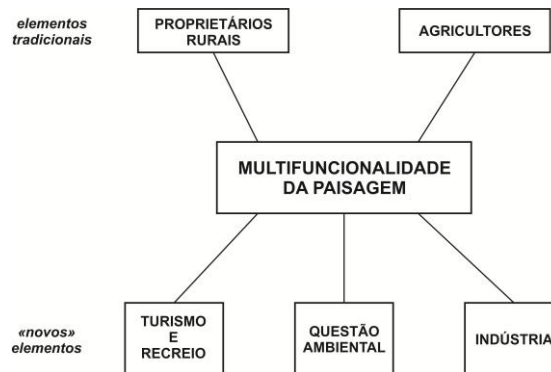 elementos
tradicionais
PROPRIETÁRIOS
RURAIS
AGRICULTORES
MULTIFUNCIONALIDADE
DA PAISAGEM
«novos»
elementos
TURISMO
E
RECREIO
QUESTÃO
AMBIENTAL
INDÚSTRIA